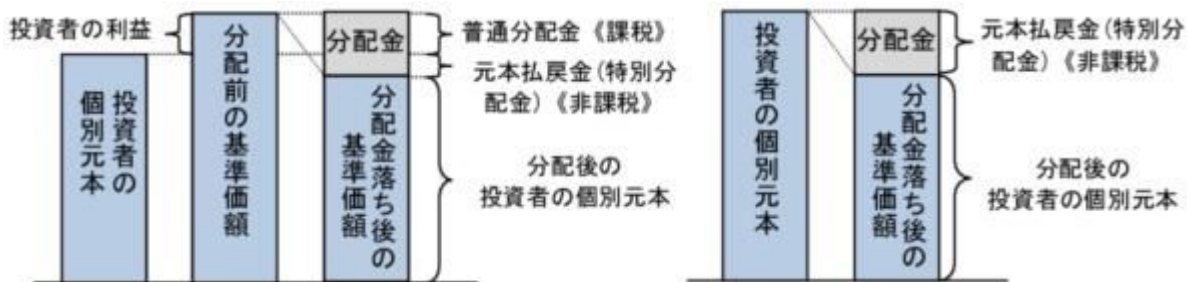 投資者の利益
投資者の
個別元本
分配前の基準価額
分配金
分配金落ち後の
基準価額
普通分配金《課税》
元本払戻金(特別分
配金)《非課税》
分配後の
投資者の個別元本
投資者の個別元本
分配金
分配金落ち後の
基準価額
元本払戻金(特別分
配金)《非課税》
分配後の
投資者の個別元本